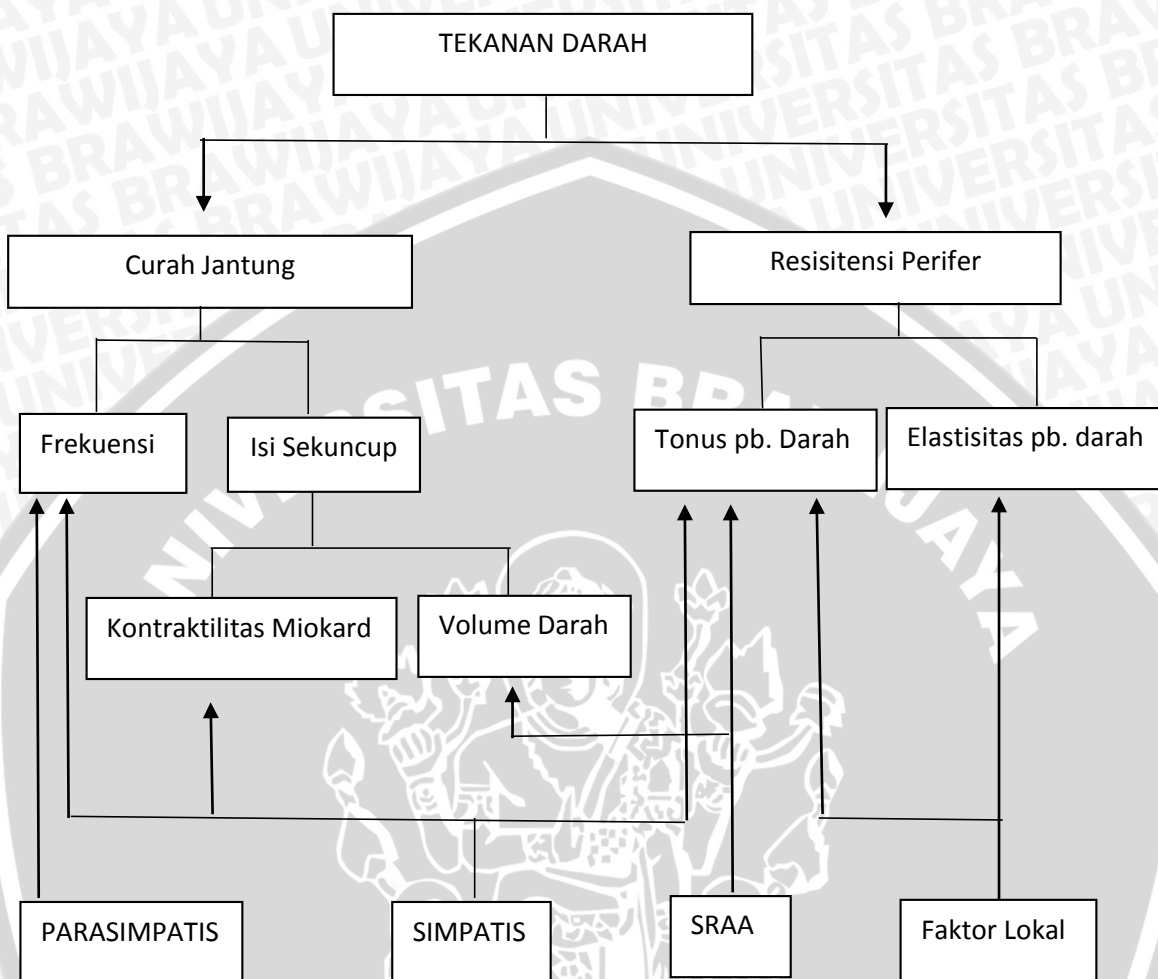 TEKANAN DARAH
Curah Jantung
Resisitensi Perifer
Frekuensi
Isi Sekuncup
Tonus pb. Darah
Elastisitas pb. darah
Kontraktilitas Miokard
Volume Darah
PARASIMPATIS
SIMPATIS
SRAA
Faktor Lokal